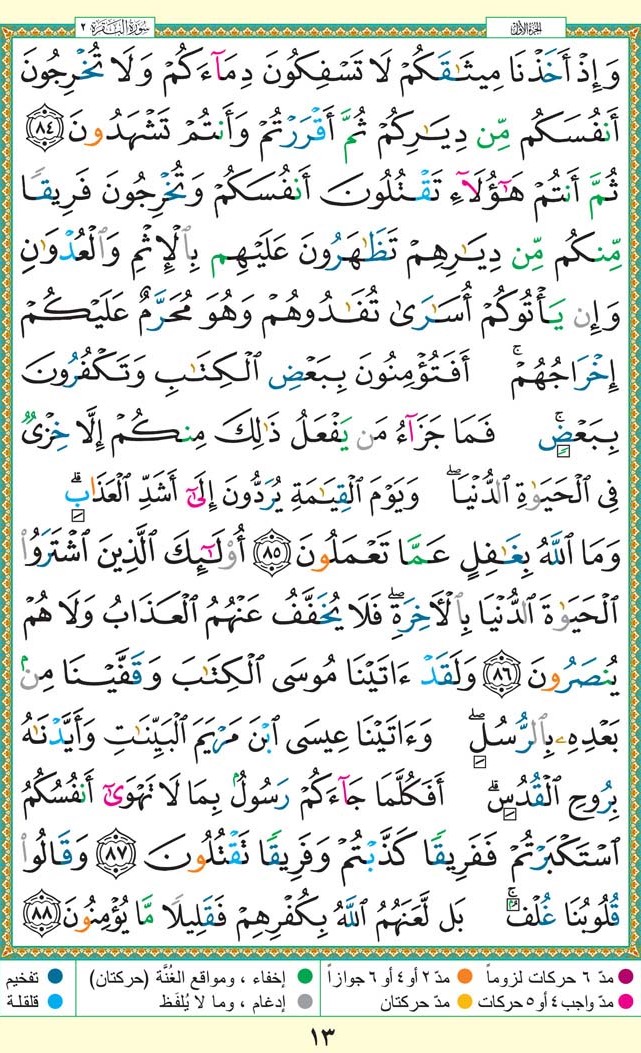 الجزء الأول
سورة البقرة ٢
وَإِذْ أَخَذْنَا مِيثَٰقَكُمْ لَا تَسْفِكُونَ دِمَآءَكُمْ وَلَا تُخْرِجُونَ
أَنفُسَكُم مِّن دِيَٰرِكُمْ ثُمَّ أَقْرَرْتُمْ وَأَنتُمْ تَشْهَدُونَ ٨٤
ثُمَّ أَنتُمْ هَٰٓؤُلَآءِ تَقْتُلُونَ أَنفُسَكُمْ وَتُخْرِجُونَ فَرِيقًا
مِّنكُم مِّن دِيَٰرِهِمْ تَظَٰهَرُونَ عَلَيْهِم بِٱلْإِثْمِ وَٱلْعُدْوَٰنِ
وَإِن يَأْتُوكُمْ أُسَٰرَىٰ تُفَٰدُوهُمْ وَهُوَ مُحَرَّمٌ عَلَيْكُمْ
إِخْرَاجُهُمْ ۚ أَفَتُؤْمِنُونَ بِبَعْضِ ٱلْكِتَٰبِ وَتَكْفُرُونَ
بِبَعْضٍ ۚ فَمَا جَزَآءُ مَن يَفْعَلُ ذَٰلِكَ مِنكُمْ إِلَّا خِزْىٌ
فِى ٱلْحَيَوٰةِ ٱلدُّنْيَا ۖ وَيَوْمَ ٱلْقِيَٰمَةِ يُرَدُّونَ إِلَىٰٓ أَشَدِّ ٱلْعَذَابِ ۗ
وَمَا ٱللَّهُ بِغَٰفِلٍ عَمَّا تَعْمَلُونَ ٨٥ أُو۟لَٰٓئِكَ ٱلَّذِينَ ٱشْتَرَوُا۟
ٱلْحَيَوٰةَ ٱلدُّنْيَا بِٱلْأَخِرَةِ ۖ فَلَا يُخَفَّفُ عَنْهُمُ ٱلْعَذَابُ وَلَا هُمْ
يُنصَرُونَ ٨٦ وَلَقَدْ ءَاتَيْنَا مُوسَى ٱلْكِتَٰبَ وَقَفَّيْنَا مِنۢ
بَعْدِهِۦ بِٱلرُّسُلِ ۖ وَءَاتَيْنَا عِيسَى ٱبْنَ مَرْيَمَ ٱلْبَيِّنَٰتِ وَأَيَّدْنَٰهُ
بِرُوحِ ٱلْقُدُسِ ۗ أَفَكُلَّمَا جَآءَكُمْ رَسُولٌۢ بِمَا لَا تَهْوَىٰٓ أَنفُسُكُمُ
ٱسْتَكْبَرْتُمْ فَفَرِيقًا كَذَّبْتُمْ وَفَرِيقًا تَقْتُلُونَ ٨٧ وَقَالُوا۟
قُلُوبُنَا غُلْفٌۢ ۚ بَل لَّعَنَهُمُ ٱللَّهُ بِكُفْرِهِمْ فَقَلِيلًا مَّا يُؤْمِنُونَ ٨٨
مدّ ٦ حركات لزوماً مدّ ٢ أو ٤ أو ٦ جوازاً إخفاء ، ومواقع الغُنَّة (حركتان) تفخيم
مدّ واجب ٤ أو ٥ حركات مدّ حركتان إدغام ، وما لا يُلفَظ قلقلة
١٣